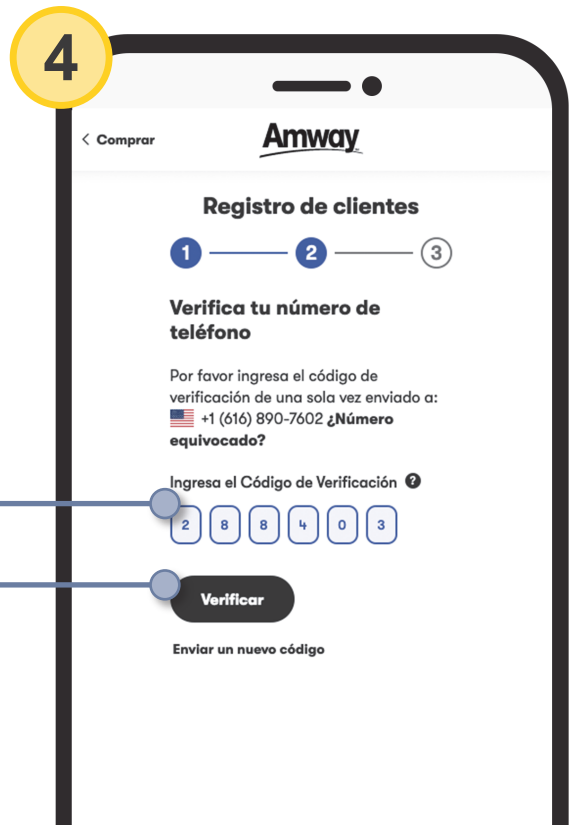 4
< Comprar
Amway
Registro de clientes
1 2 3
Verifica tu número de
teléfono
Por favor ingresa el código de
verificación de una sola vez enviado a:
+1 (616) 890-7602 ¿Número
equivocado?
Ingresa el Código de Verificación ?
2 8 8 4 0 3
Verificar
Enviar un nuevo código